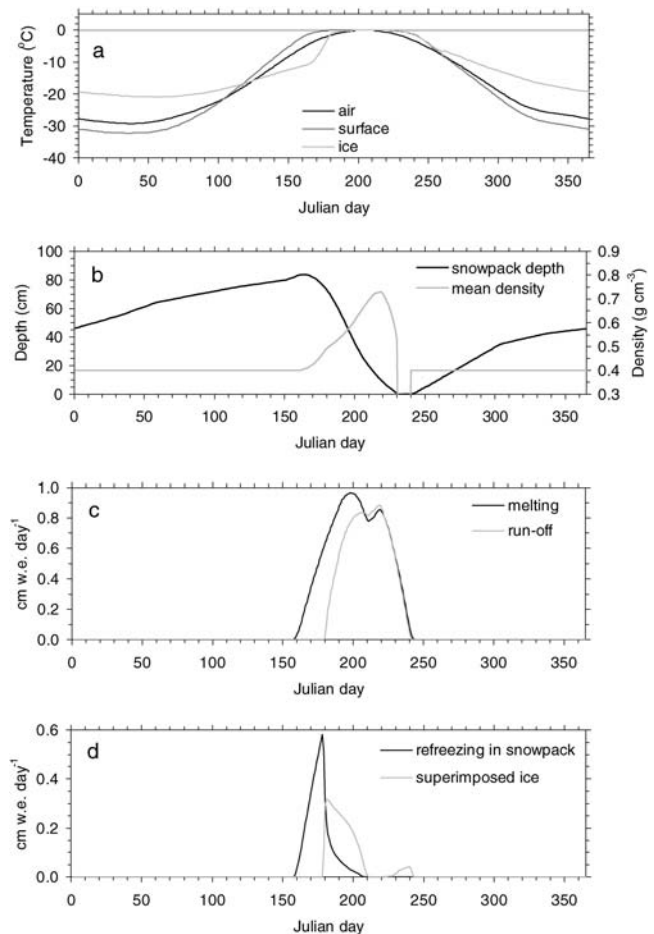 0
-10
-20
-30
-40
Temperature (⁰C)
a
air
surface
ice
0 50 100 150 200 250 300 350
Julian day
100
80
60
40
20
0
Depth (cm)
b
snowpack depth
mean density
0.9
0.8
0.7
0.6
0.5
0.4
0.3
Density (g cm⁻³)
0 50 100 150 200 250 300 350
Julian day
1.0
0.8
0.6
0.4
0.2
0.0
cm w.e. day⁻¹
c
melting
run-off
0 50 100 150 200 250 300 350
Julian day
0.6
0.4
0.2
0.0
cm w.e. day⁻¹
d
refreezing in snowpack
superimposed ice
0 50 100 150 200 250 300 350
Julian day